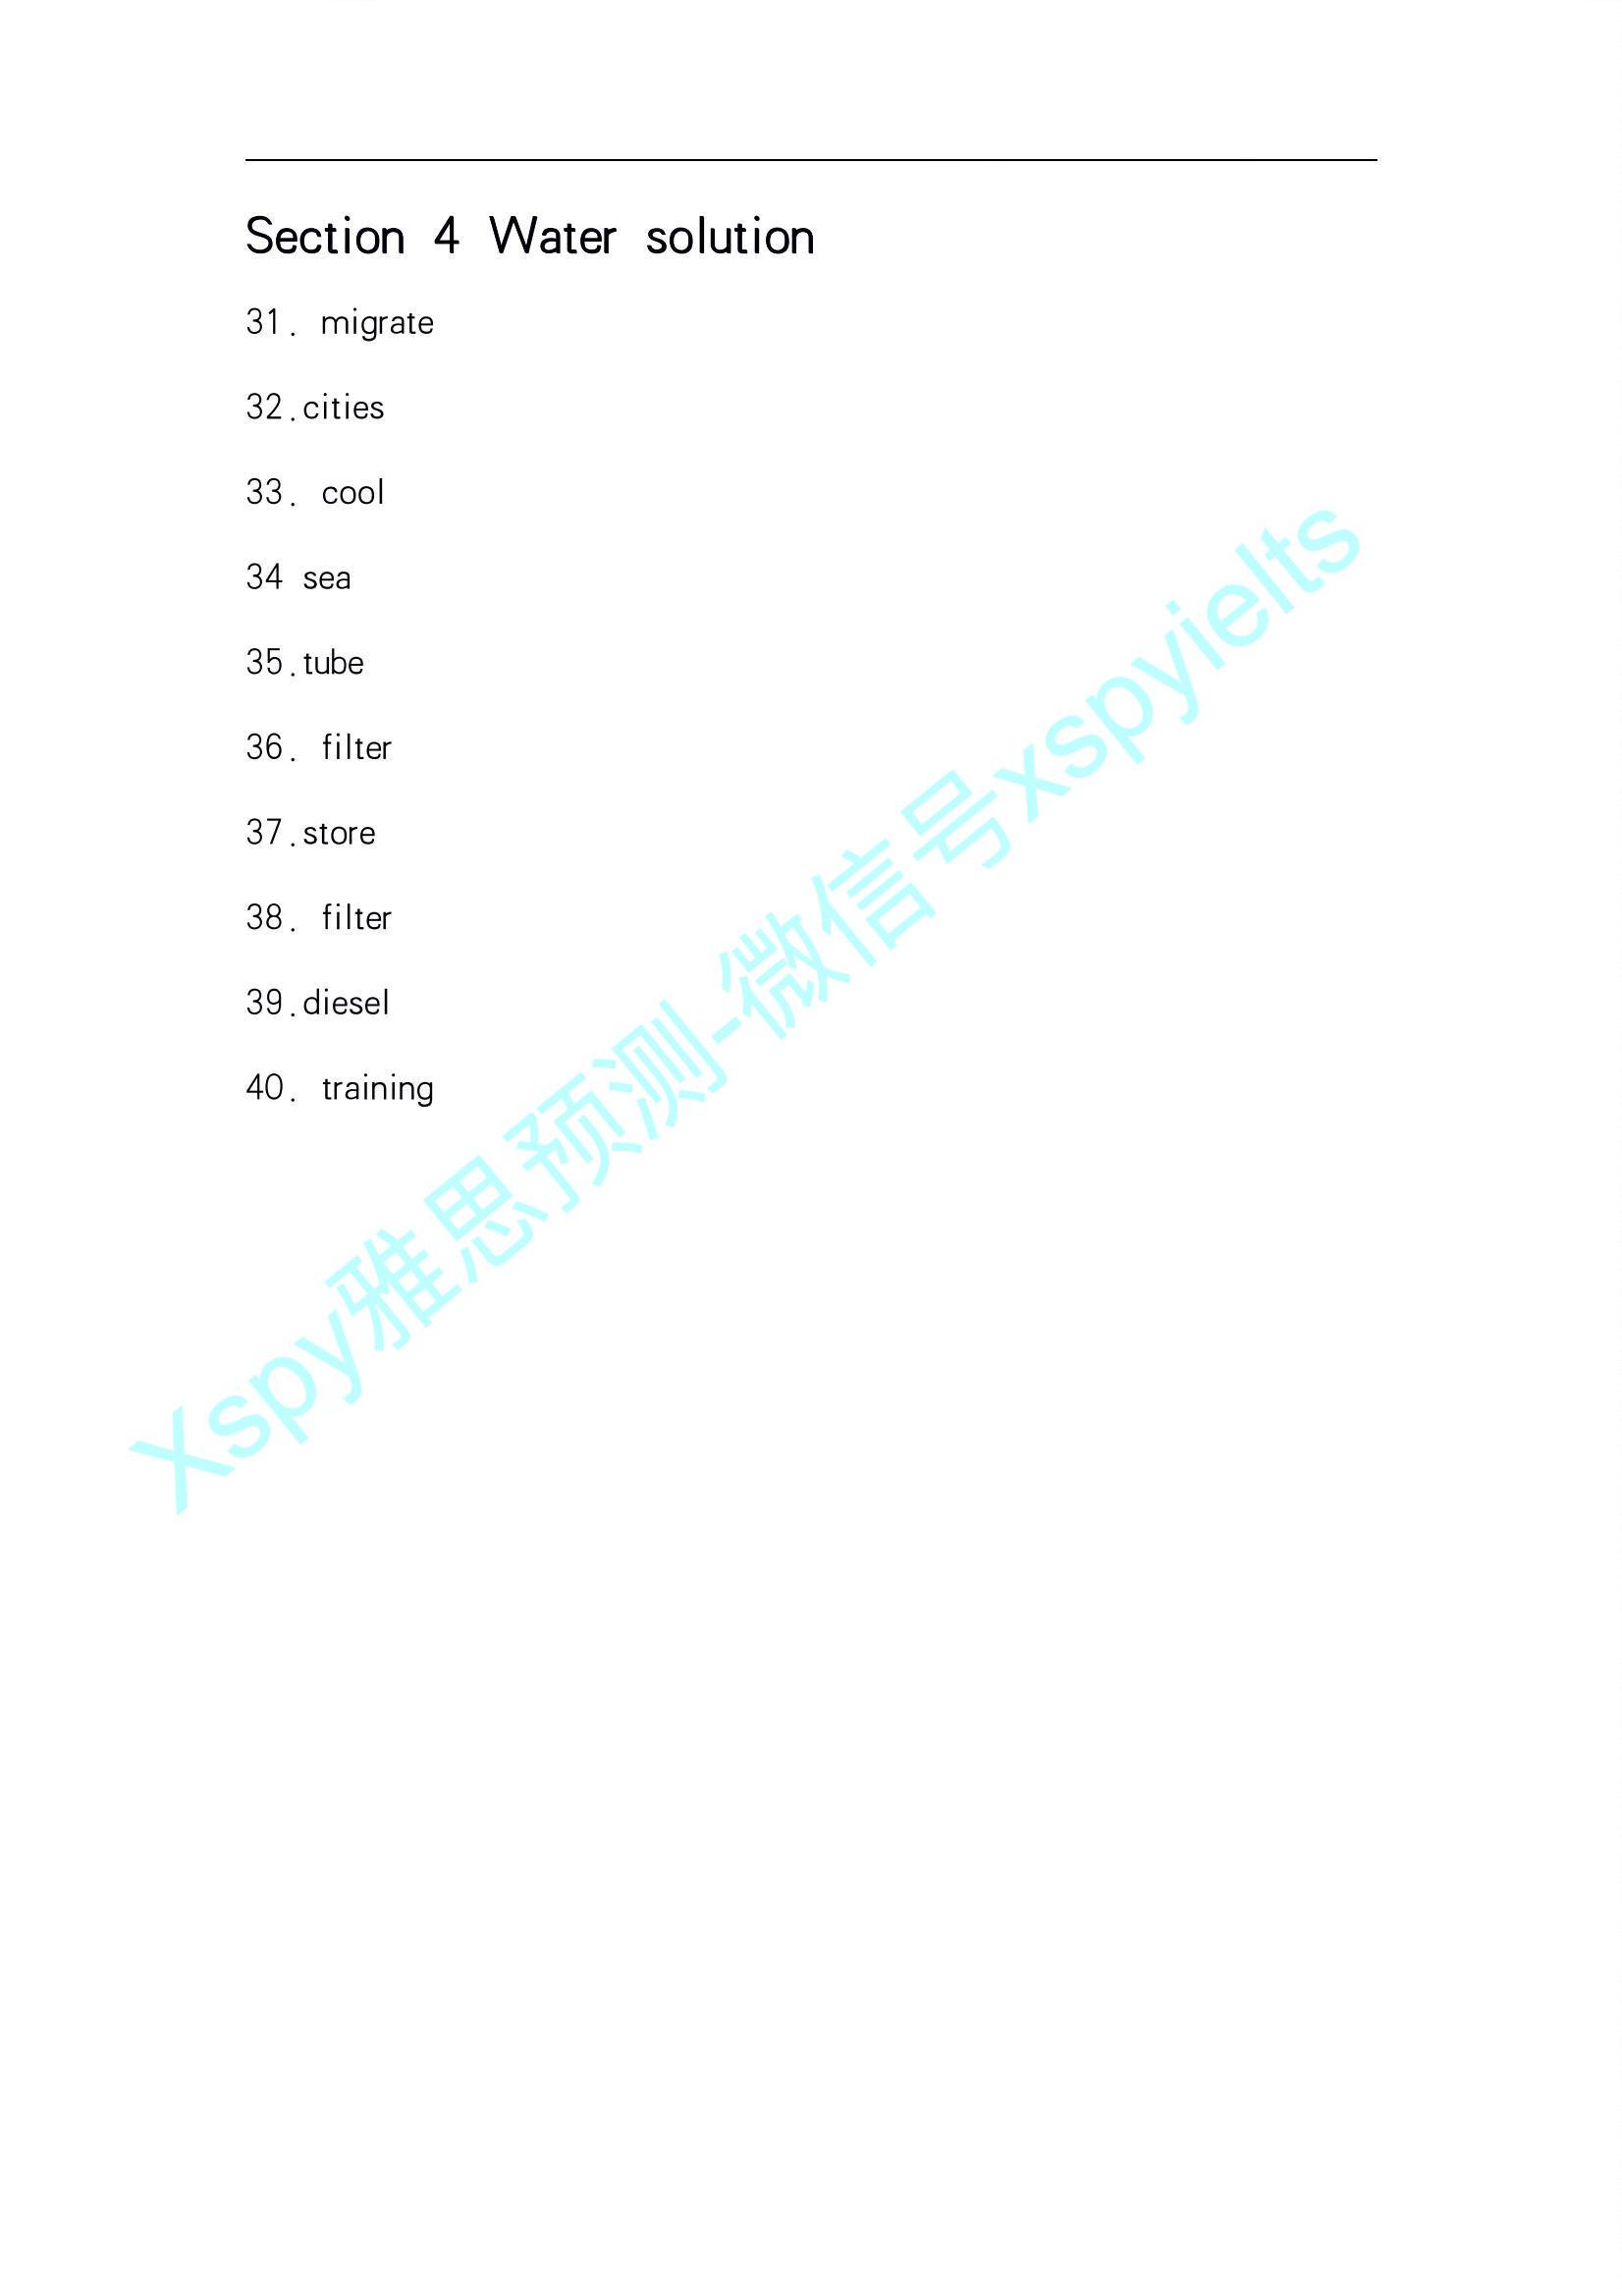 Section 4 Water solution
31. migrate
32.cities
33. cool
34 sea
35.tube
36. filter
37.store
38. filter
39.diesel
40. training
Xspy雅思预测-微信号xspyielts